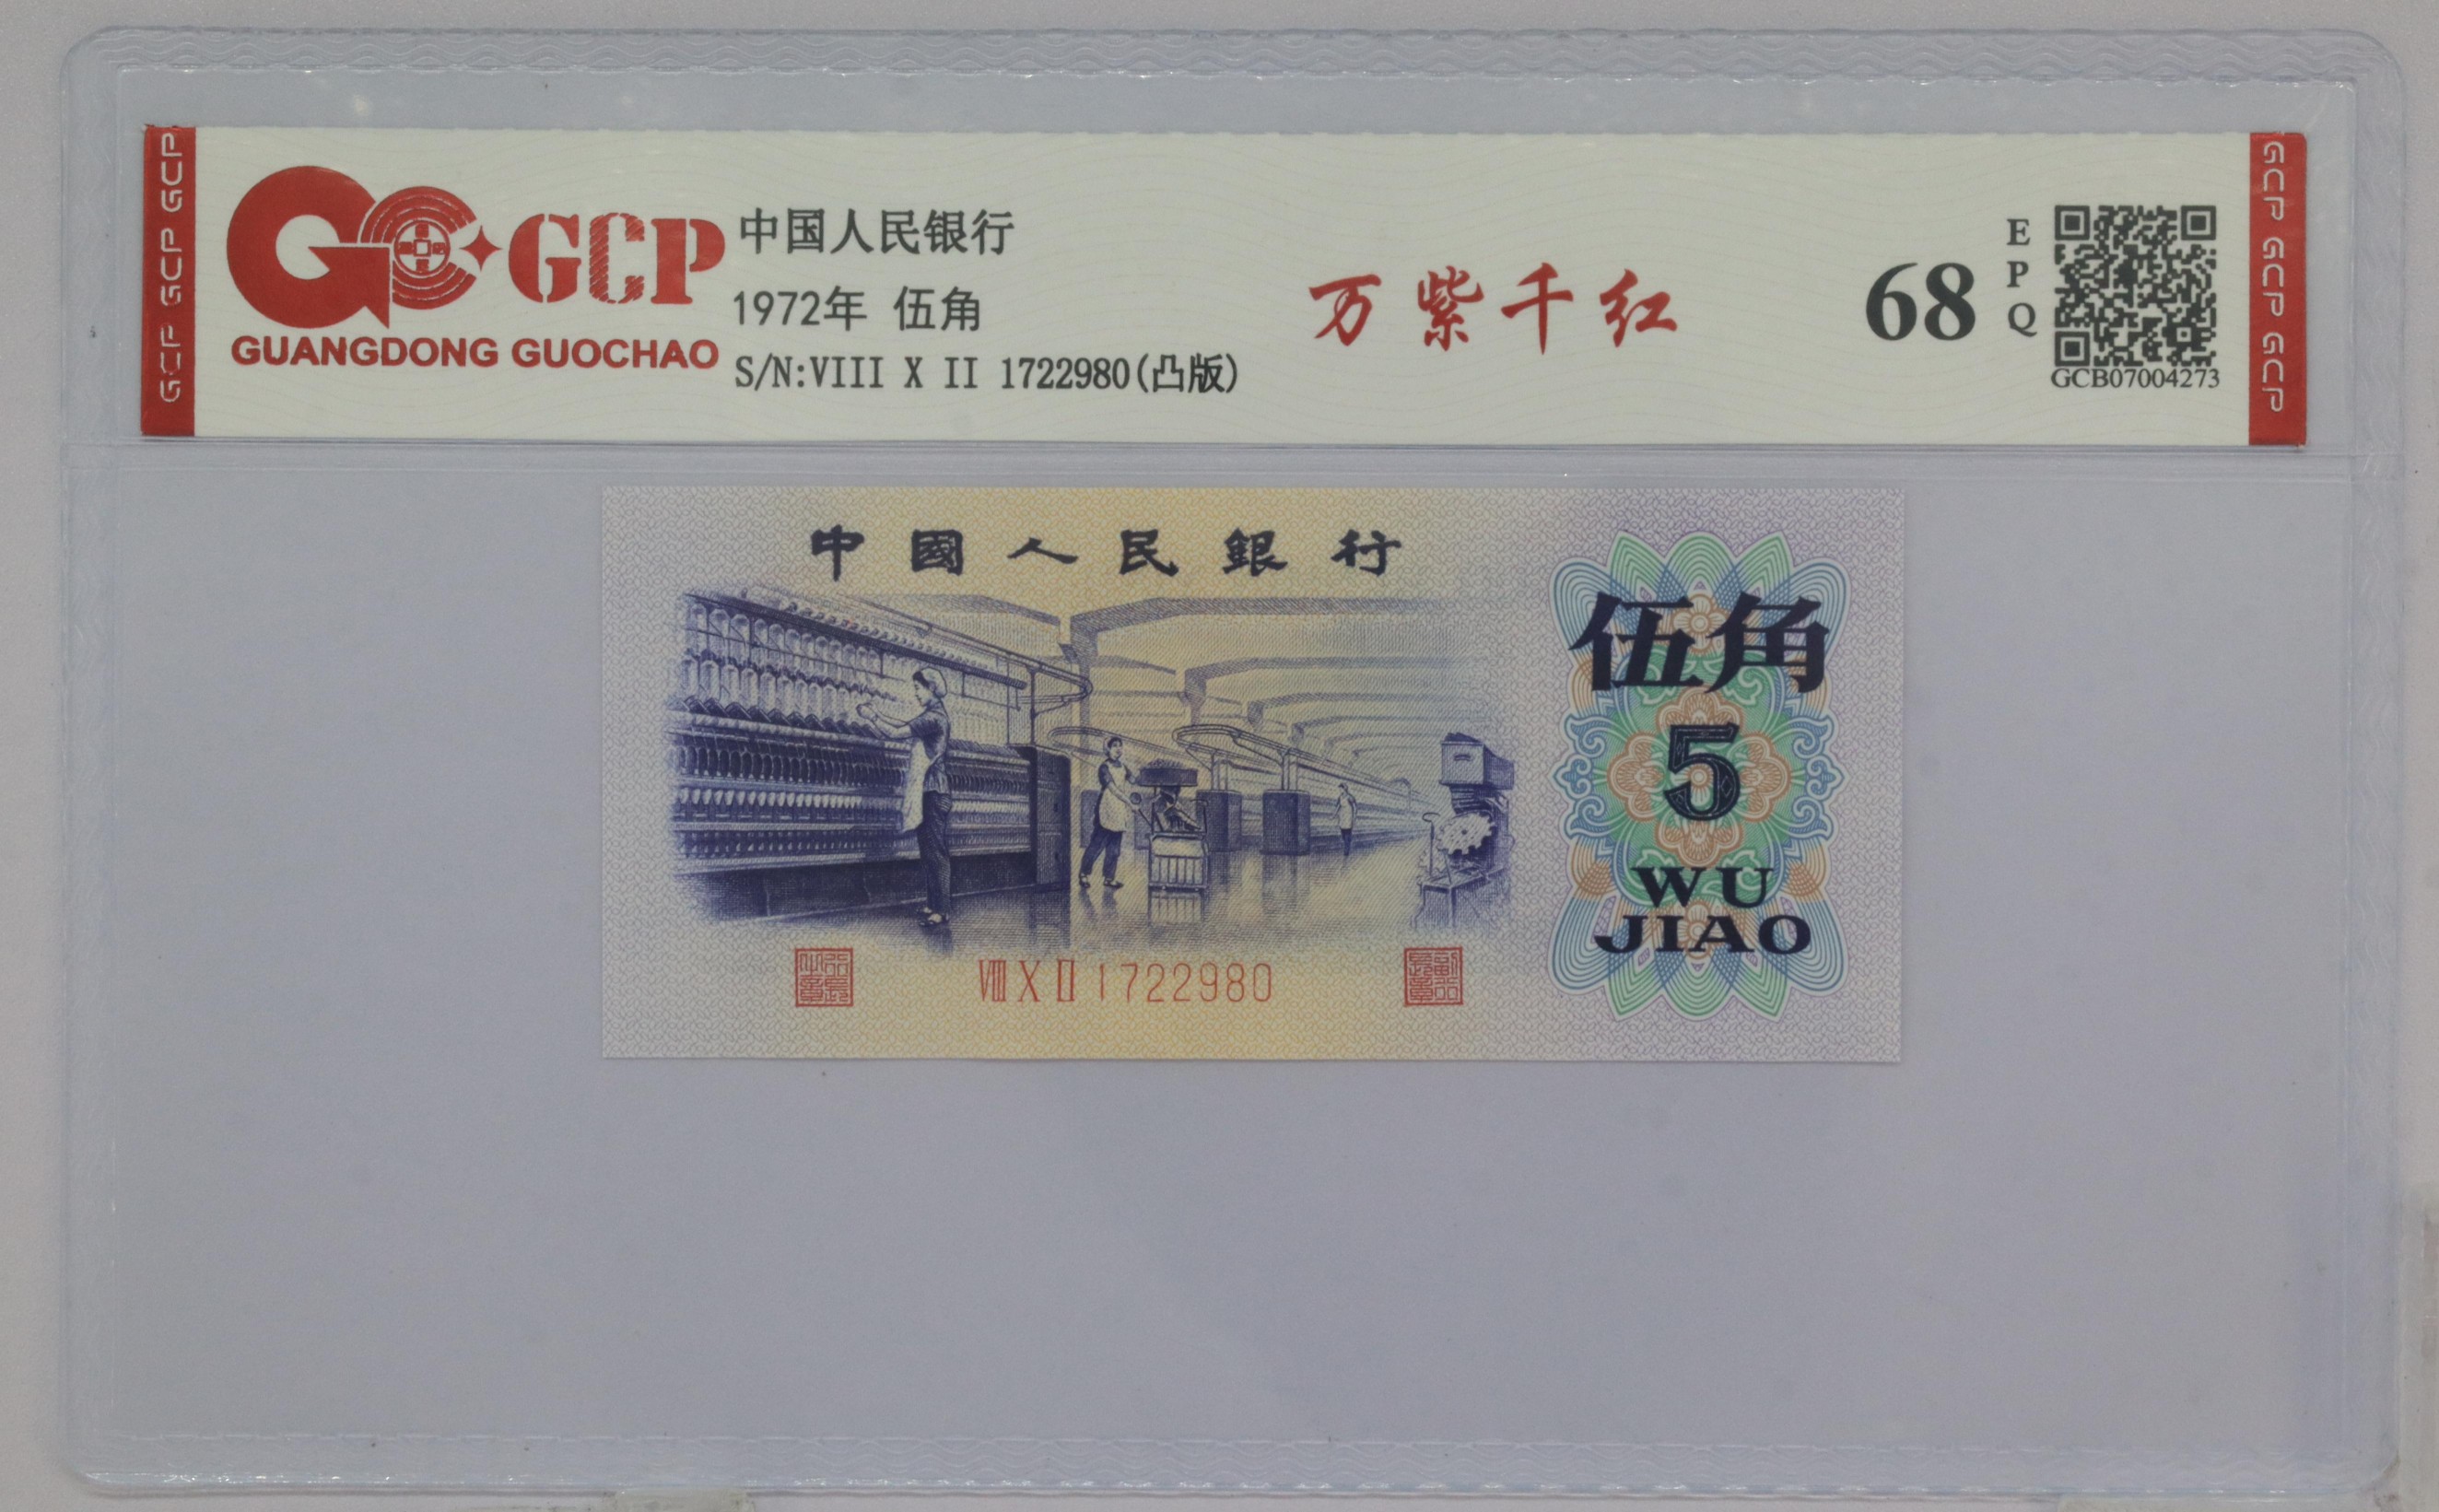 GCP GCP GCP
GCP
GUANGDONG GUOCHAO
中国人民银行
1972年 伍角
S/N:VIII X II 1722980(凸版)
万紫千红
68
EPQ
GCB07004273
GCP GCP GCP
中國人民銀行
伍角
5
WU
JIAO
VIII X II 1722980